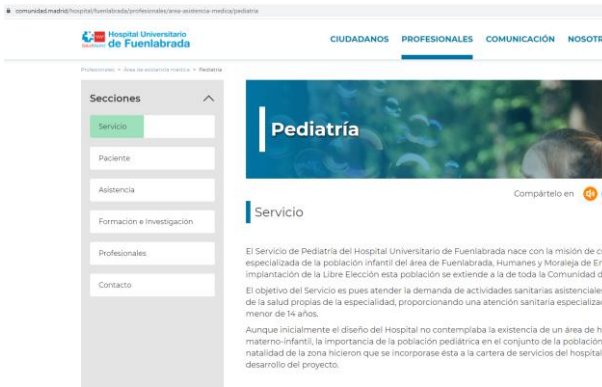 comunidad.madrid/hospital/fuenlabrada/profesionales/area-asistencia-medica/pediatria
Hospital Universitario
de Fuenlabrada
CIUDADANOS PROFESIONALES COMUNICACIÓN NOSOTR
Profesionales Área de asistencia médica Pediatría
Secciones
Servicio
Paciente
Asistencia
Formación e Investigación
Profesionales
Contacto
Pediatría
Compártelo en
Servicio
El Servicio de Pediatría del Hospital Universitario de Fuenlabrada nace con la misión de c
especializada de la población infantil del área de Fuenlabrada, Humanes y Moraleja de En
implantación de la Libre Elección esta población se extiende a la de toda la Comunidad d
El objetivo del Servicio es pues atender la demanda de actividades sanitarias asistenciales
de la salud propias de la especialidad, proporcionando una atención sanitaria especializa
menor de 14 años.
Aunque inicialmente el diseño del Hospital no contemplaba la existencia de un área de h
materno-infantil, la importancia de la población pediátrica en el conjunto de la población
natalidad de la zona hicieron que se incorporase ésta a la cartera de servicios del hospital
desarrollo del proyecto.